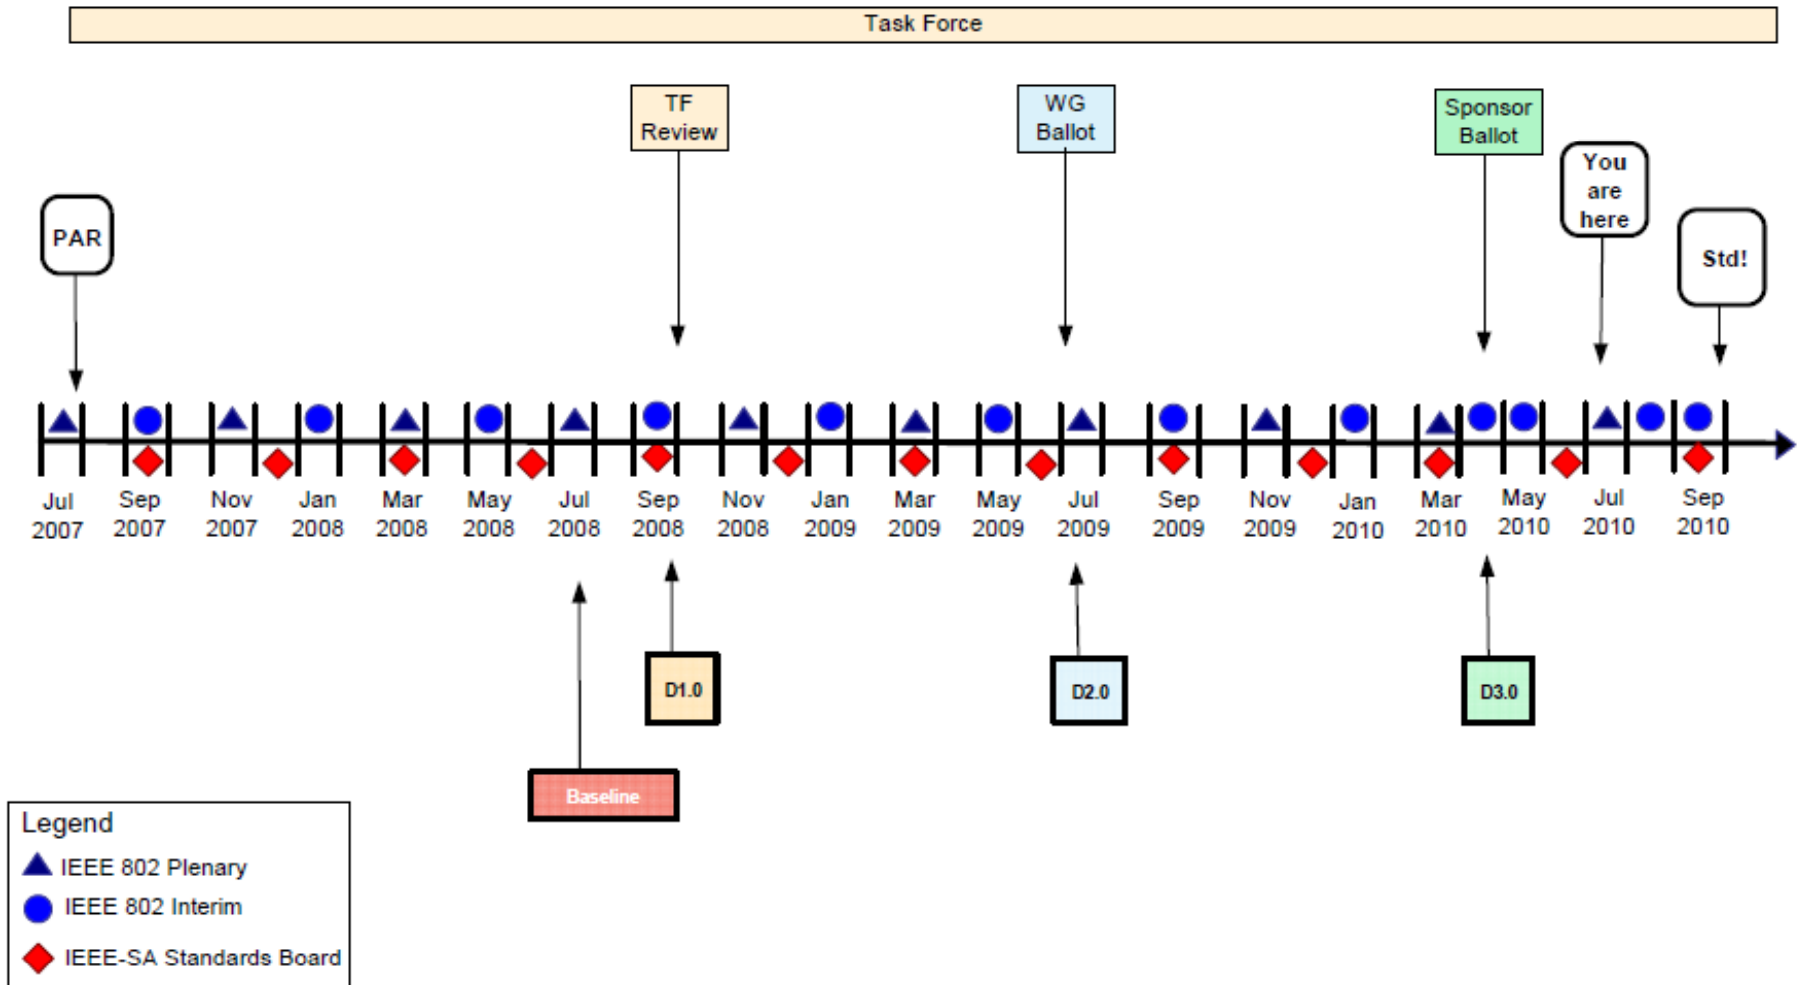 Task Force
TF
Review
WG
Ballot
Sponsor
Ballot
You
are
here
PAR
Std!
Jul
2007
Sep
2007
Nov
2007
Jan
2008
Mar
2008
May
2008
Jul
2008
Sep
2008
Nov
2008
Jan
2009
Mar
2009
May
2009
Jul
2009
Sep
2009
Nov
2009
Jan
2010
Mar
2010
May
2010
Jul
2010
Sep
2010
D1.0
D2.0
D3.0
Baseline
Legend
IEEE 802 Plenary
IEEE 802 Interim
IEEE-SA Standards Board